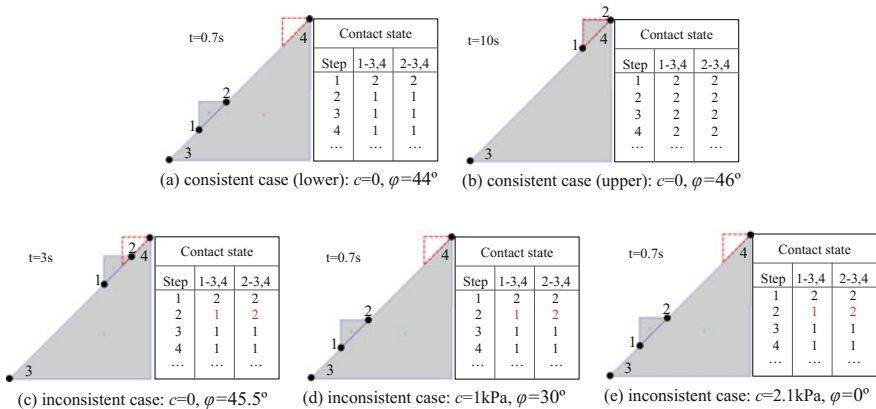 t=0.7s
1
2
3
4
Contact state
Step 1-3,4 2-3,4
1 2 2
2 1 1
3 1 1
4 1 1
... ... ...
(a) consistent case (lower): c=0, φ=44°
t=10s
1
2
3
4
Contact state
Step 1-3,4 2-3,4
1 2 2
2 2 2
3 2 2
4 2 2
... ... ...
(b) consistent case (upper): c=0, φ=46°
t=3s
1
2
3
4
Contact state
Step 1-3,4 2-3,4
1 2 2
2 1 2
3 1 1
4 1 1
... ... ...
(c) inconsistent case: c=0, φ=45.5°
t=0.7s
1
2
3
4
Contact state
Step 1-3,4 2-3,4
1 2 2
2 1 2
3 1 1
4 1 1
... ... ...
(d) inconsistent case: c=1kPa, φ=30°
t=0.7s
1
2
3
4
Contact state
Step 1-3,4 2-3,4
1 2 2
2 1 2
3 1 1
4 1 1
... ... ...
(e) inconsistent case: c=2.1kPa, φ=0°